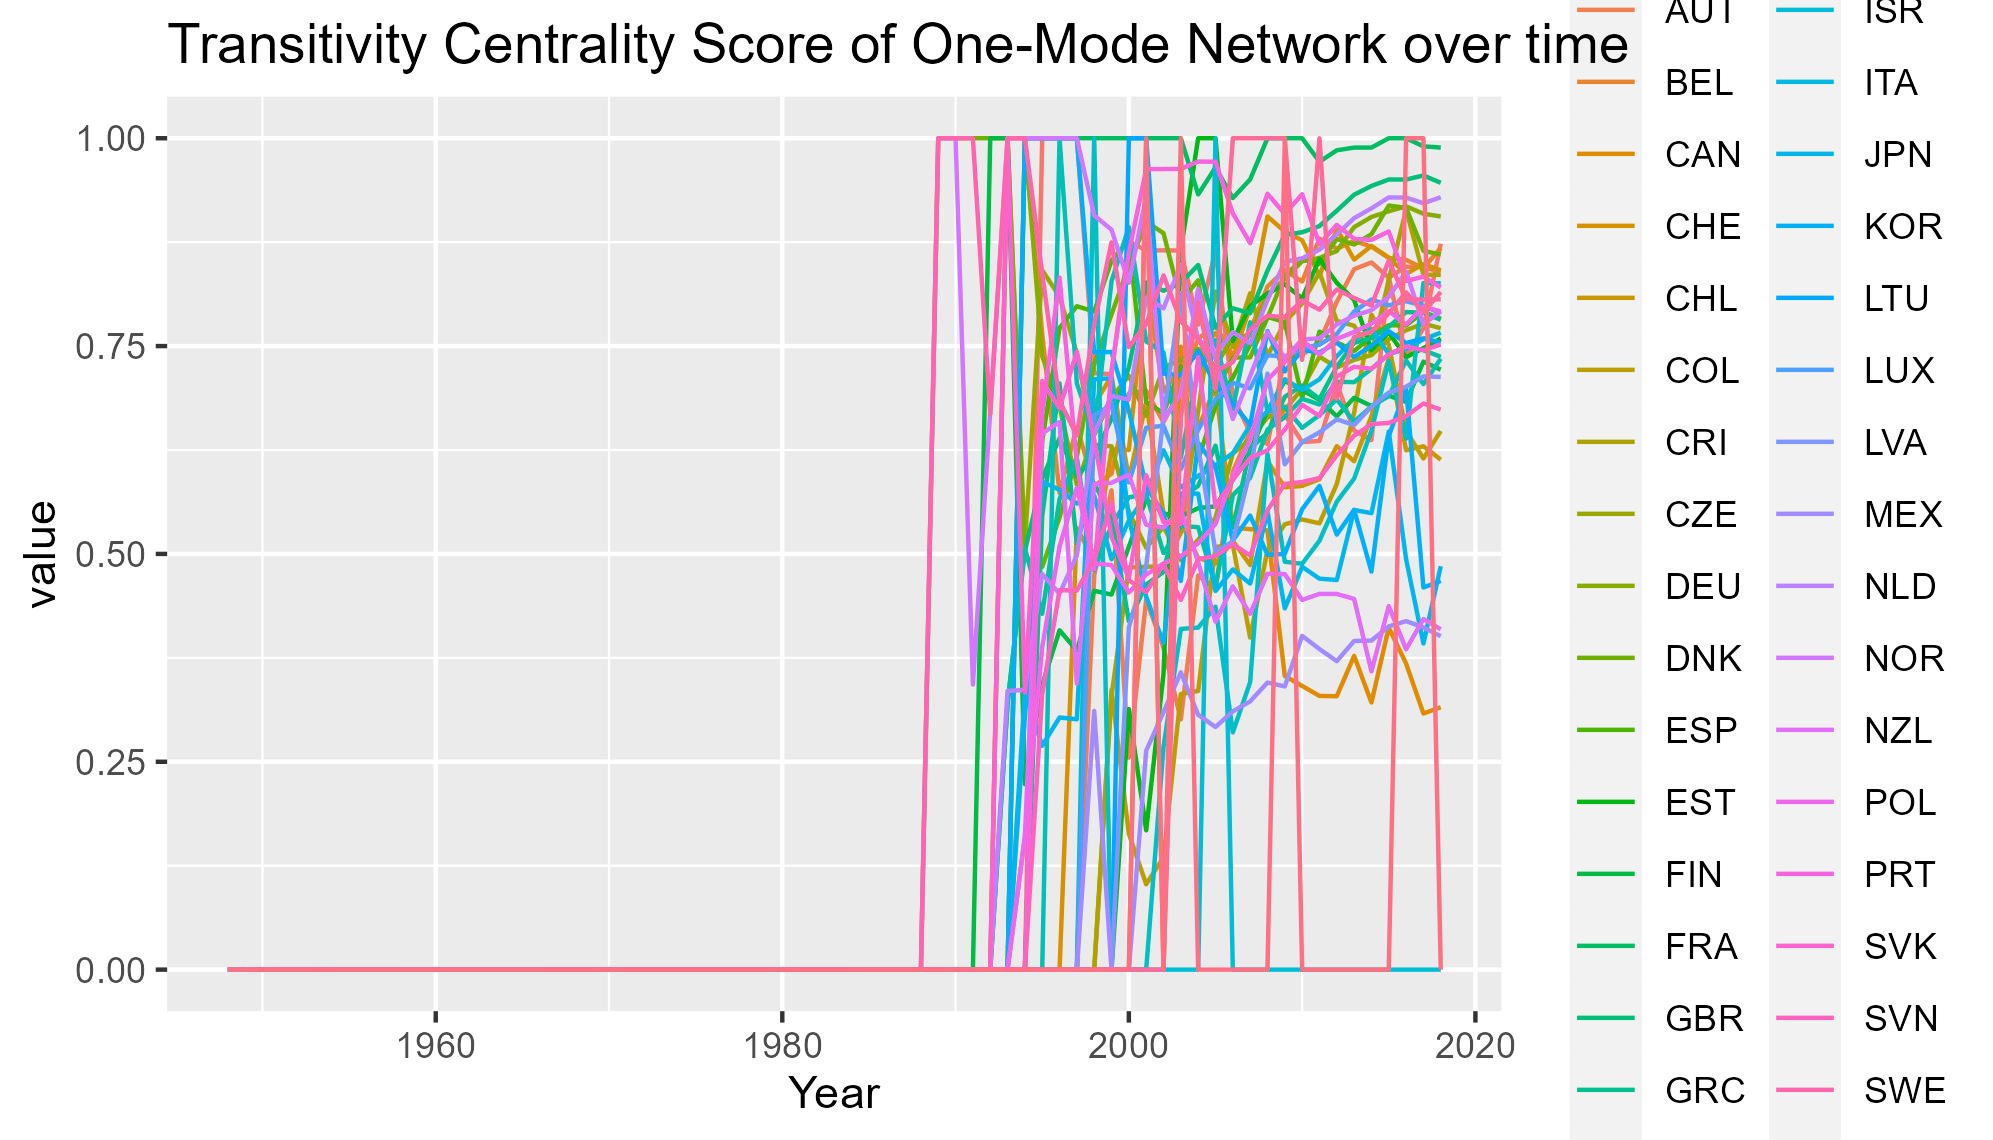 Transitivity Centrality Score of One-Mode Network over time
value
1.00
0.75
0.50
0.25
0.00
1960
1980
2000
2020
Year
AUT
BEL
CAN
CHE
CHL
COL
CRI
CZE
DEU
DNK
ESP
EST
FIN
FRA
GBR
GRC
ISR
ITA
JPN
KOR
LTU
LUX
LVA
MEX
NLD
NOR
NZL
POL
PRT
SVK
SVN
SWE